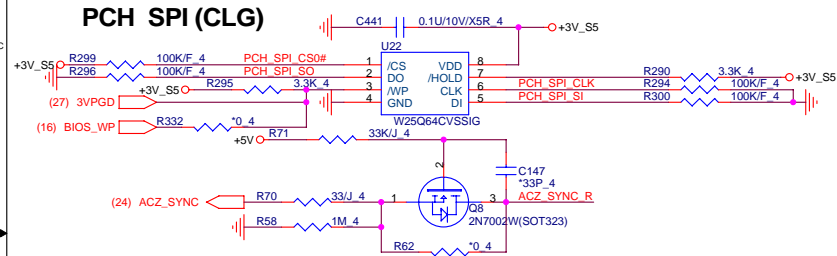 PCH SPI (CLG)
C441 0.1U/10V/X5R_4 +3V_S5
U22
+3V_S5 R299 100K/F_4 PCH_SPI_CS0# 1 /CS VDD 8
R296 100K/F_4 PCH_SPI_SO 2 DO /HOLD 7 R290 3.3K_4 +3V_S5
+3V_S5 R295 3.3K_4 3 /WP CLK 6 PCH_SPI_CLK R294 100K/F_4
(27) 3VPGD 4 GND DI 5 PCH_SPI_SI R300 100K/F_4
W25Q64CVSSIG
(16) BIOS_WP R332 *0_4
+5V R71 33K/J_4
2 C147
*33P_4
(24) ACZ_SYNC R70 33/J_4 1 3 ACZ_SYNC_R
Q8
R58 1M_4 2N7002W(SOT323)
R62 *0_4
C